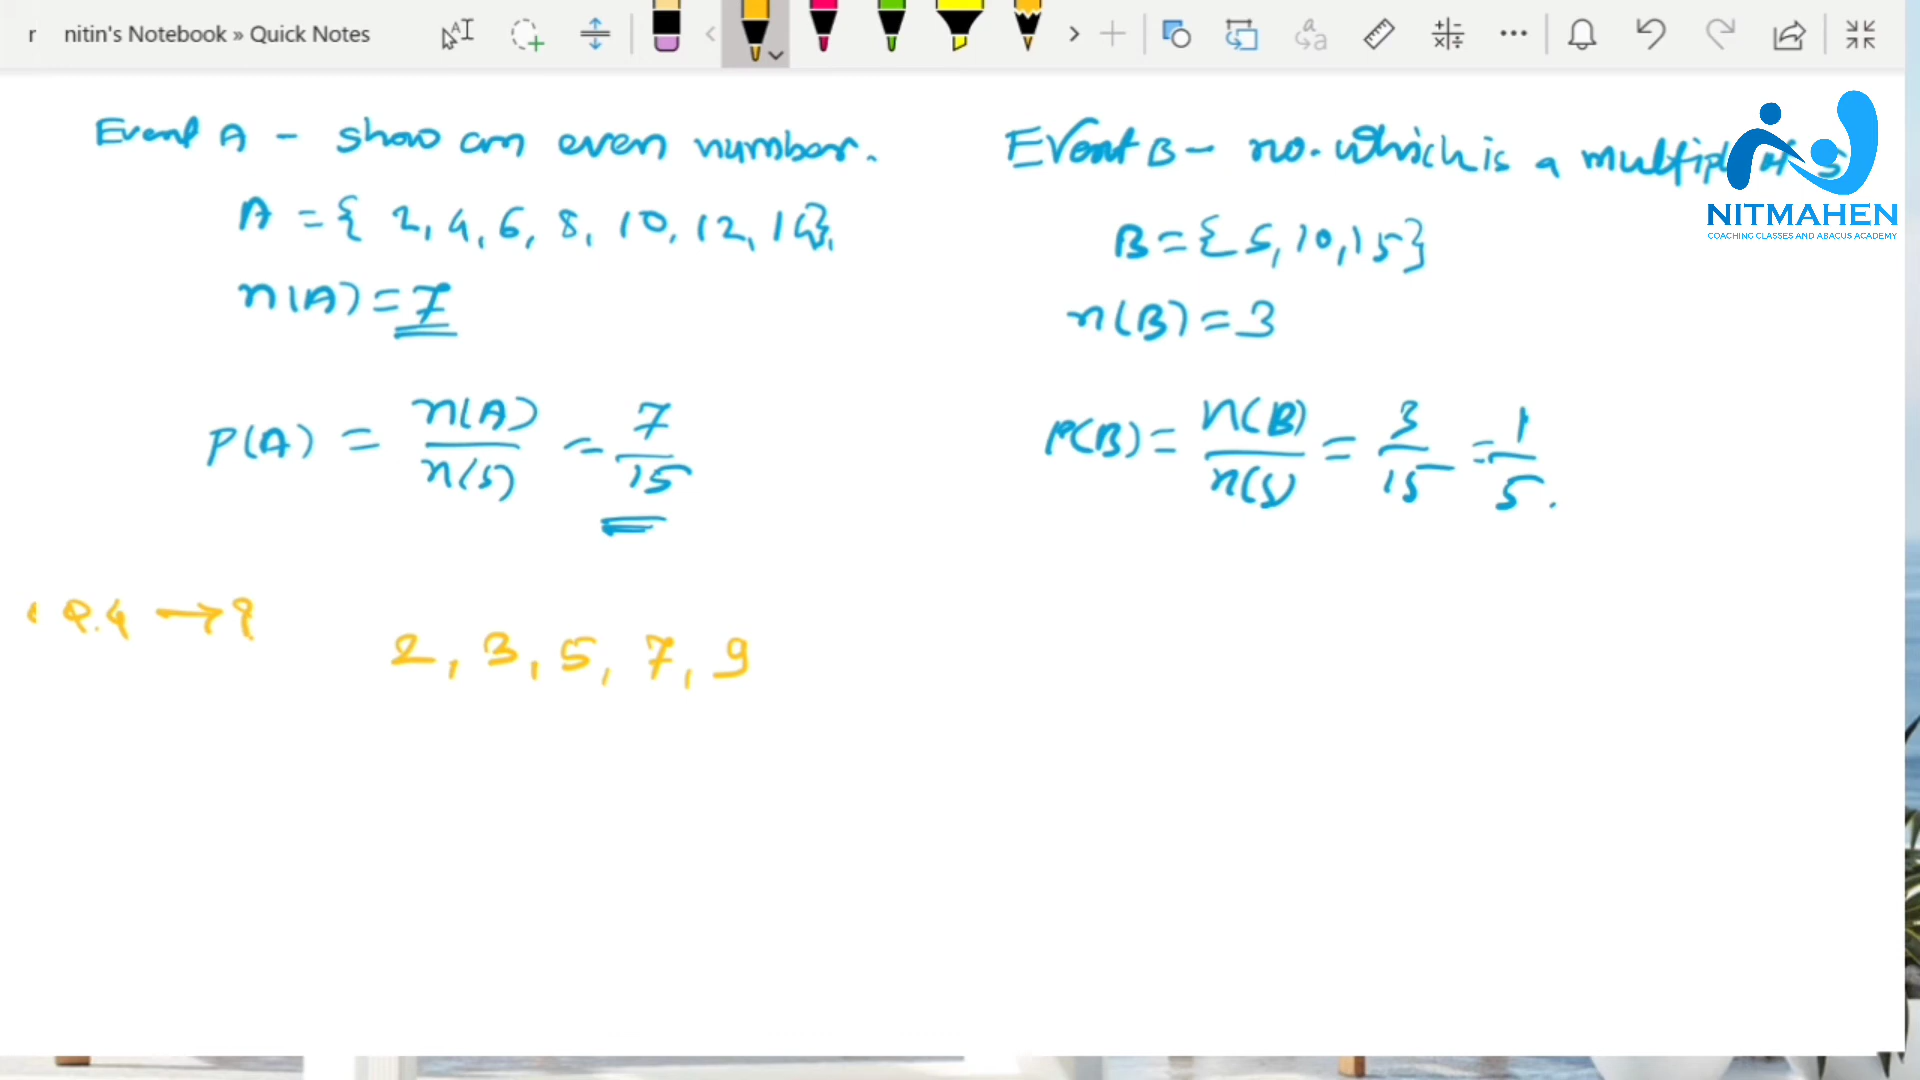 r nitin's Notebook » Quick Notes
Event A - show an even number.
A = { 2, 4, 6, 8, 10, 12, 14},
n(A) = 7
P(A) = n(A)/n(S) = 7/15
Event B - no. which is a multiple of 5
B = { 5, 10, 15}
n(B) = 3
P(B) = n(B)/n(S) = 3/15 = 1/5.
Q.4 →
2, 3, 5, 7, 9
NITMAHEN
COACHING CLASSES AND ABACUS ACADEMY